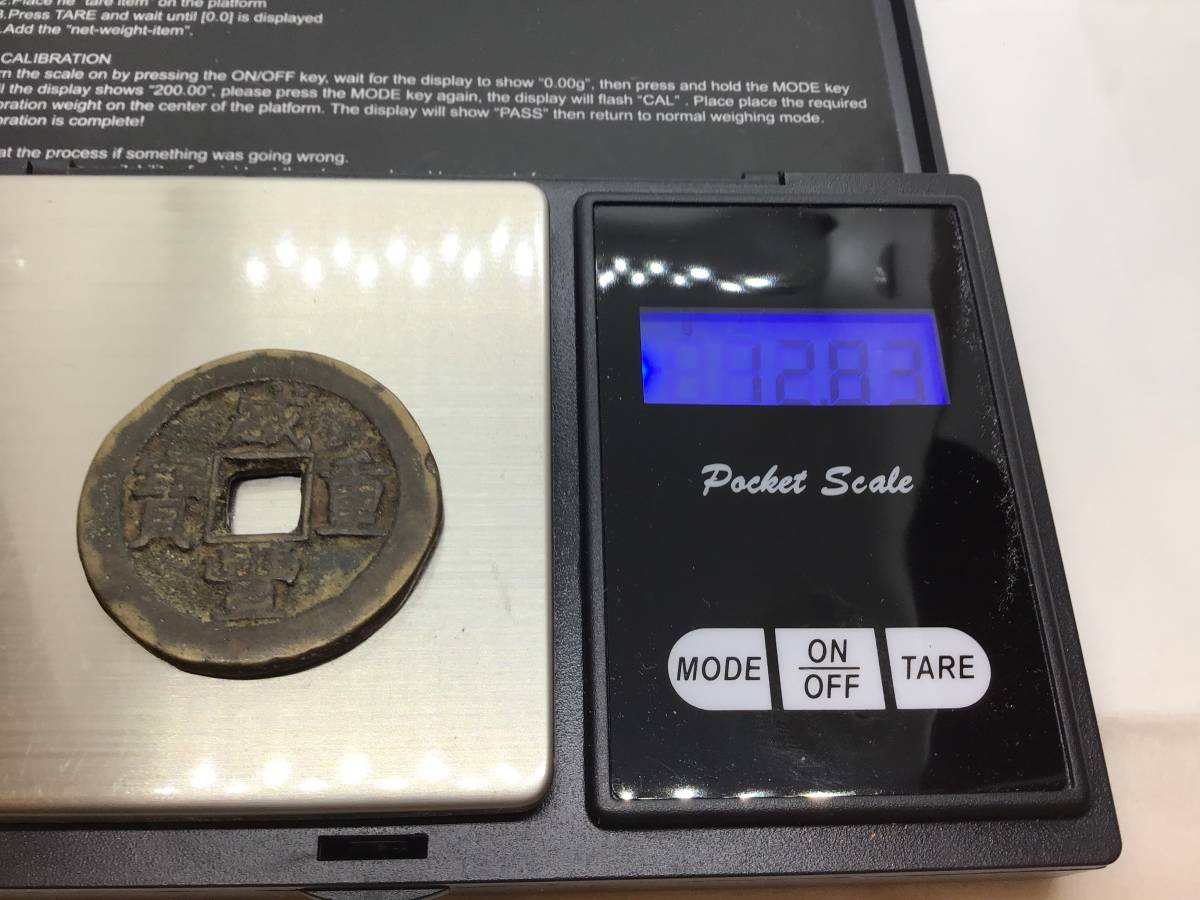 2.Place he "tare item" on the platform
3.Press TARE and wait until [0.0] is displayed
.Add the "net-weight-item".
CALIBRATION
rn the scale on by pressing the ON/OFF key, wait for the display to show "0.00g", then press and hold the MODE key
il the display shows "200.00", please press the MODE key again, the display will flash "CAL" . Place place the required
bration weight on the center of the platform. The display will show "PASS" then return to normal weighing mode.
bration is complete!
at the process if something was going wrong.
12.83
Pocket Scale
MODE
ON
OFF
TARE
咸
寶 重
豐